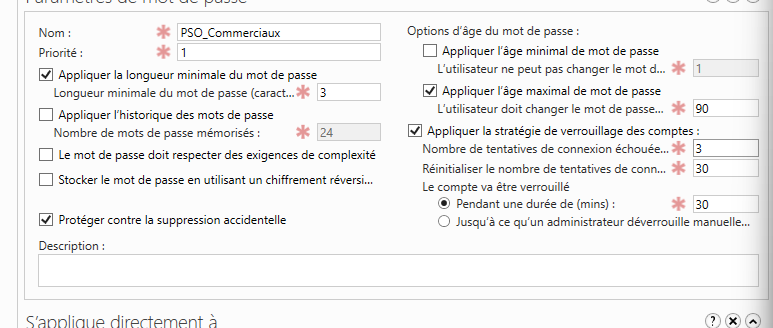 Paramètres de mot de passe
Nom : * PSO_Commerciaux
Priorité : * 1
Appliquer la longueur minimale du mot de passe
Longueur minimale du mot de passe (caract... * 3
Appliquer l'historique des mots de passe
Nombre de mots de passe mémorisés : * 24
Le mot de passe doit respecter des exigences de complexité
Stocker le mot de passe en utilisant un chiffrement réversi...
Protéger contre la suppression accidentelle
Options d'âge du mot de passe :
Appliquer l'âge minimal de mot de passe
L'utilisateur ne peut pas changer le mot d... * 1
Appliquer l'âge maximal de mot de passe
L'utilisateur doit changer le mot de passe... * 90
Appliquer la stratégie de verrouillage des comptes :
Nombre de tentatives de connexion échouée... * 3
Réinitialiser le nombre de tentatives de conn... * 30
Le compte va être verrouillé
Pendant une durée de (mins) : * 30
Jusqu'à ce qu'un administrateur déverrouille manuelle...
Description :
S'applique directement à
?